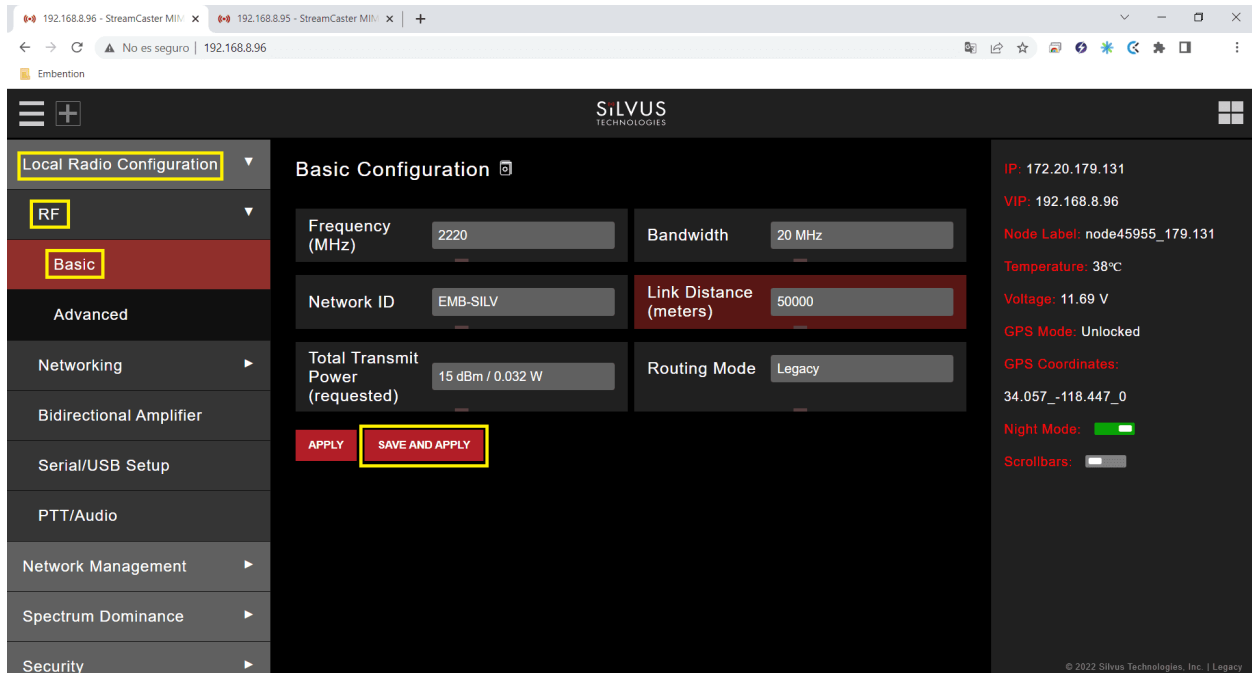 192.168.8.96 - StreamCaster MIM
192.168.8.95 - StreamCaster MIM
No es seguro
192.168.8.96
Embention
SiLVUS
TECHNOLOGIES
Local Radio Configuration
RF
Basic
Advanced
Networking
Bidirectional Amplifier
Serial/USB Setup
PTT/Audio
Network Management
Spectrum Dominance
Security
Basic Configuration
Frequency
(MHz)
2220
Bandwidth
20 MHz
Network ID
EMB-SILV
Link Distance
(meters)
50000
Total Transmit
Power
(requested)
15 dBm / 0.032 W
Routing Mode
Legacy
APPLY
SAVE AND APPLY
IP: 172.20.179.131
VIP: 192.168.8.96
Node Label: node45955_179.131
Temperature: 38°C
Voltage: 11.69 V
GPS Mode: Unlocked
GPS Coordinates:
34.057_-118.447_0
Night Mode:
Scrollbars:
© 2022 Silvus Technologies, Inc. | Legacy